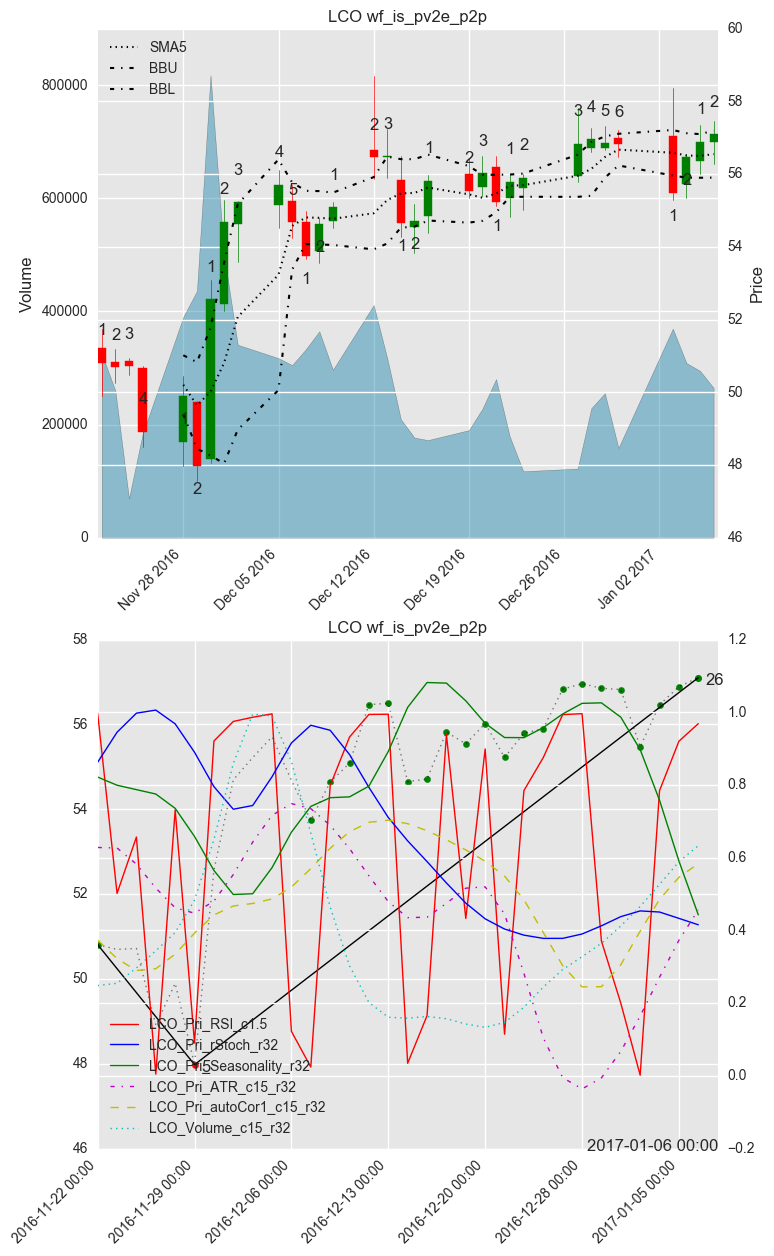 LCO wf_is_pv2e_p2p
SMA5
BBU
BBL
800000
600000
400000
200000
0
Volume
60
58
56
54
52
50
48
46
Price
1 2 3 4 2 1 2 3 4 5 1 2 1 2 3 1 2 1 2 3 1 1 2 3 4 5 6 1 2 1 2
Nov 28 2016
Dec 05 2016
Dec 12 2016
Dec 19 2016
Dec 26 2016
Jan 02 2017
LCO wf_is_pv2e_p2p
58
56
54
52
50
48
46
1.2
1.0
0.8
0.6
0.4
0.2
0.0
−0.2
26
5
LCO_Pri_RSI_c1.5
LCO_Pri_rStoch_r32
LCO_Pri_Seasonality_r32
LCO_Pri_ATR_c15_r32
LCO_Pri_autoCor1_c15_r32
LCO_Volume_c15_r32
2017-01-06 00:00
2016-11-22 00:00
2016-11-29 00:00
2016-12-06 00:00
2016-12-13 00:00
2016-12-20 00:00
2016-12-28 00:00
2017-01-05 00:00